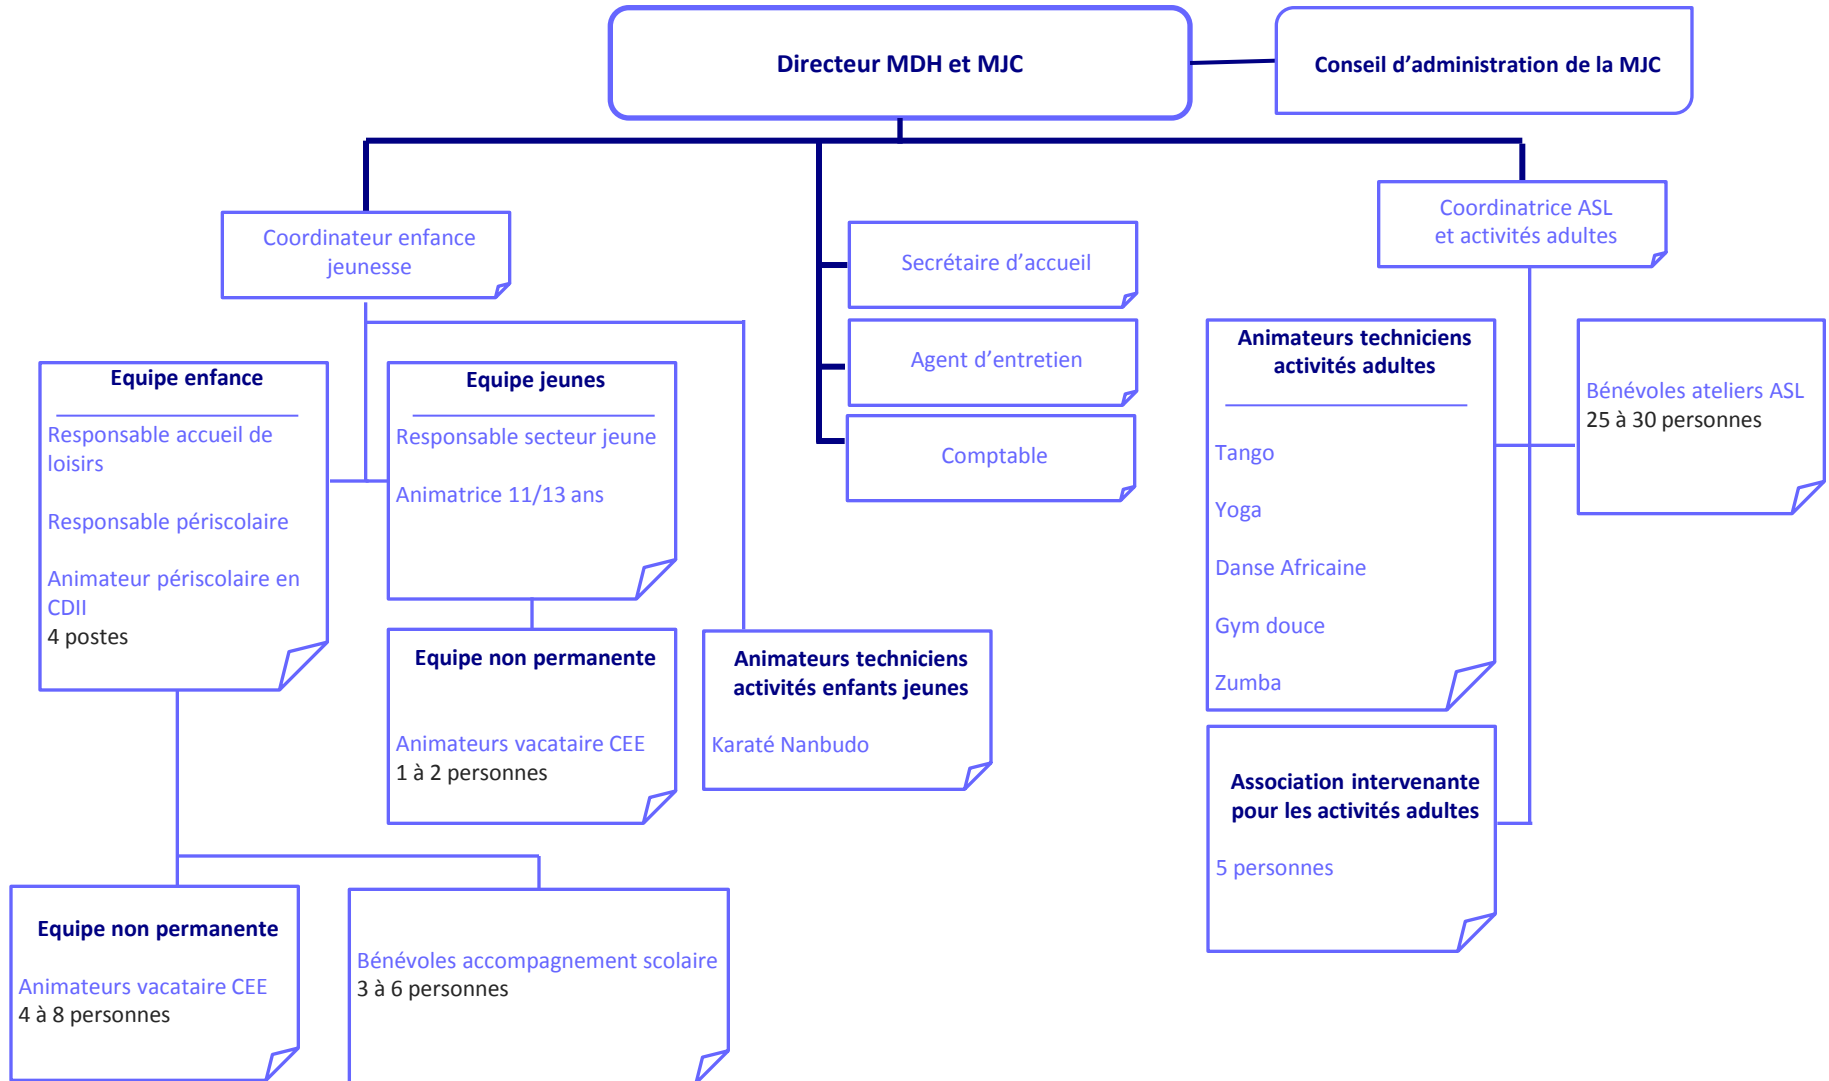 Directeur MDH et MJC
Conseil d’administration de la MJC
Coordinateur enfance
jeunesse
Secrétaire d’accueil
Agent d’entretien
Comptable
Coordinatrice ASL
et activités adultes
Equipe enfance
Responsable accueil de
loisirs
Responsable périscolaire
Animateur périscolaire en
CDII
4 postes
Equipe jeunes
Responsable secteur jeune
Animatrice 11/13 ans
Equipe non permanente
Animateurs vacataire CEE
1 à 2 personnes
Animateurs techniciens
activités enfants jeunes
Karaté Nanbudo
Animateurs techniciens
activités adultes
Tango
Yoga
Danse Africaine
Gym douce
Zumba
Bénévoles ateliers ASL
25 à 30 personnes
Association intervenante
pour les activités adultes
5 personnes
Equipe non permanente
Animateurs vacataire CEE
4 à 8 personnes
Bénévoles accompagnement scolaire
3 à 6 personnes